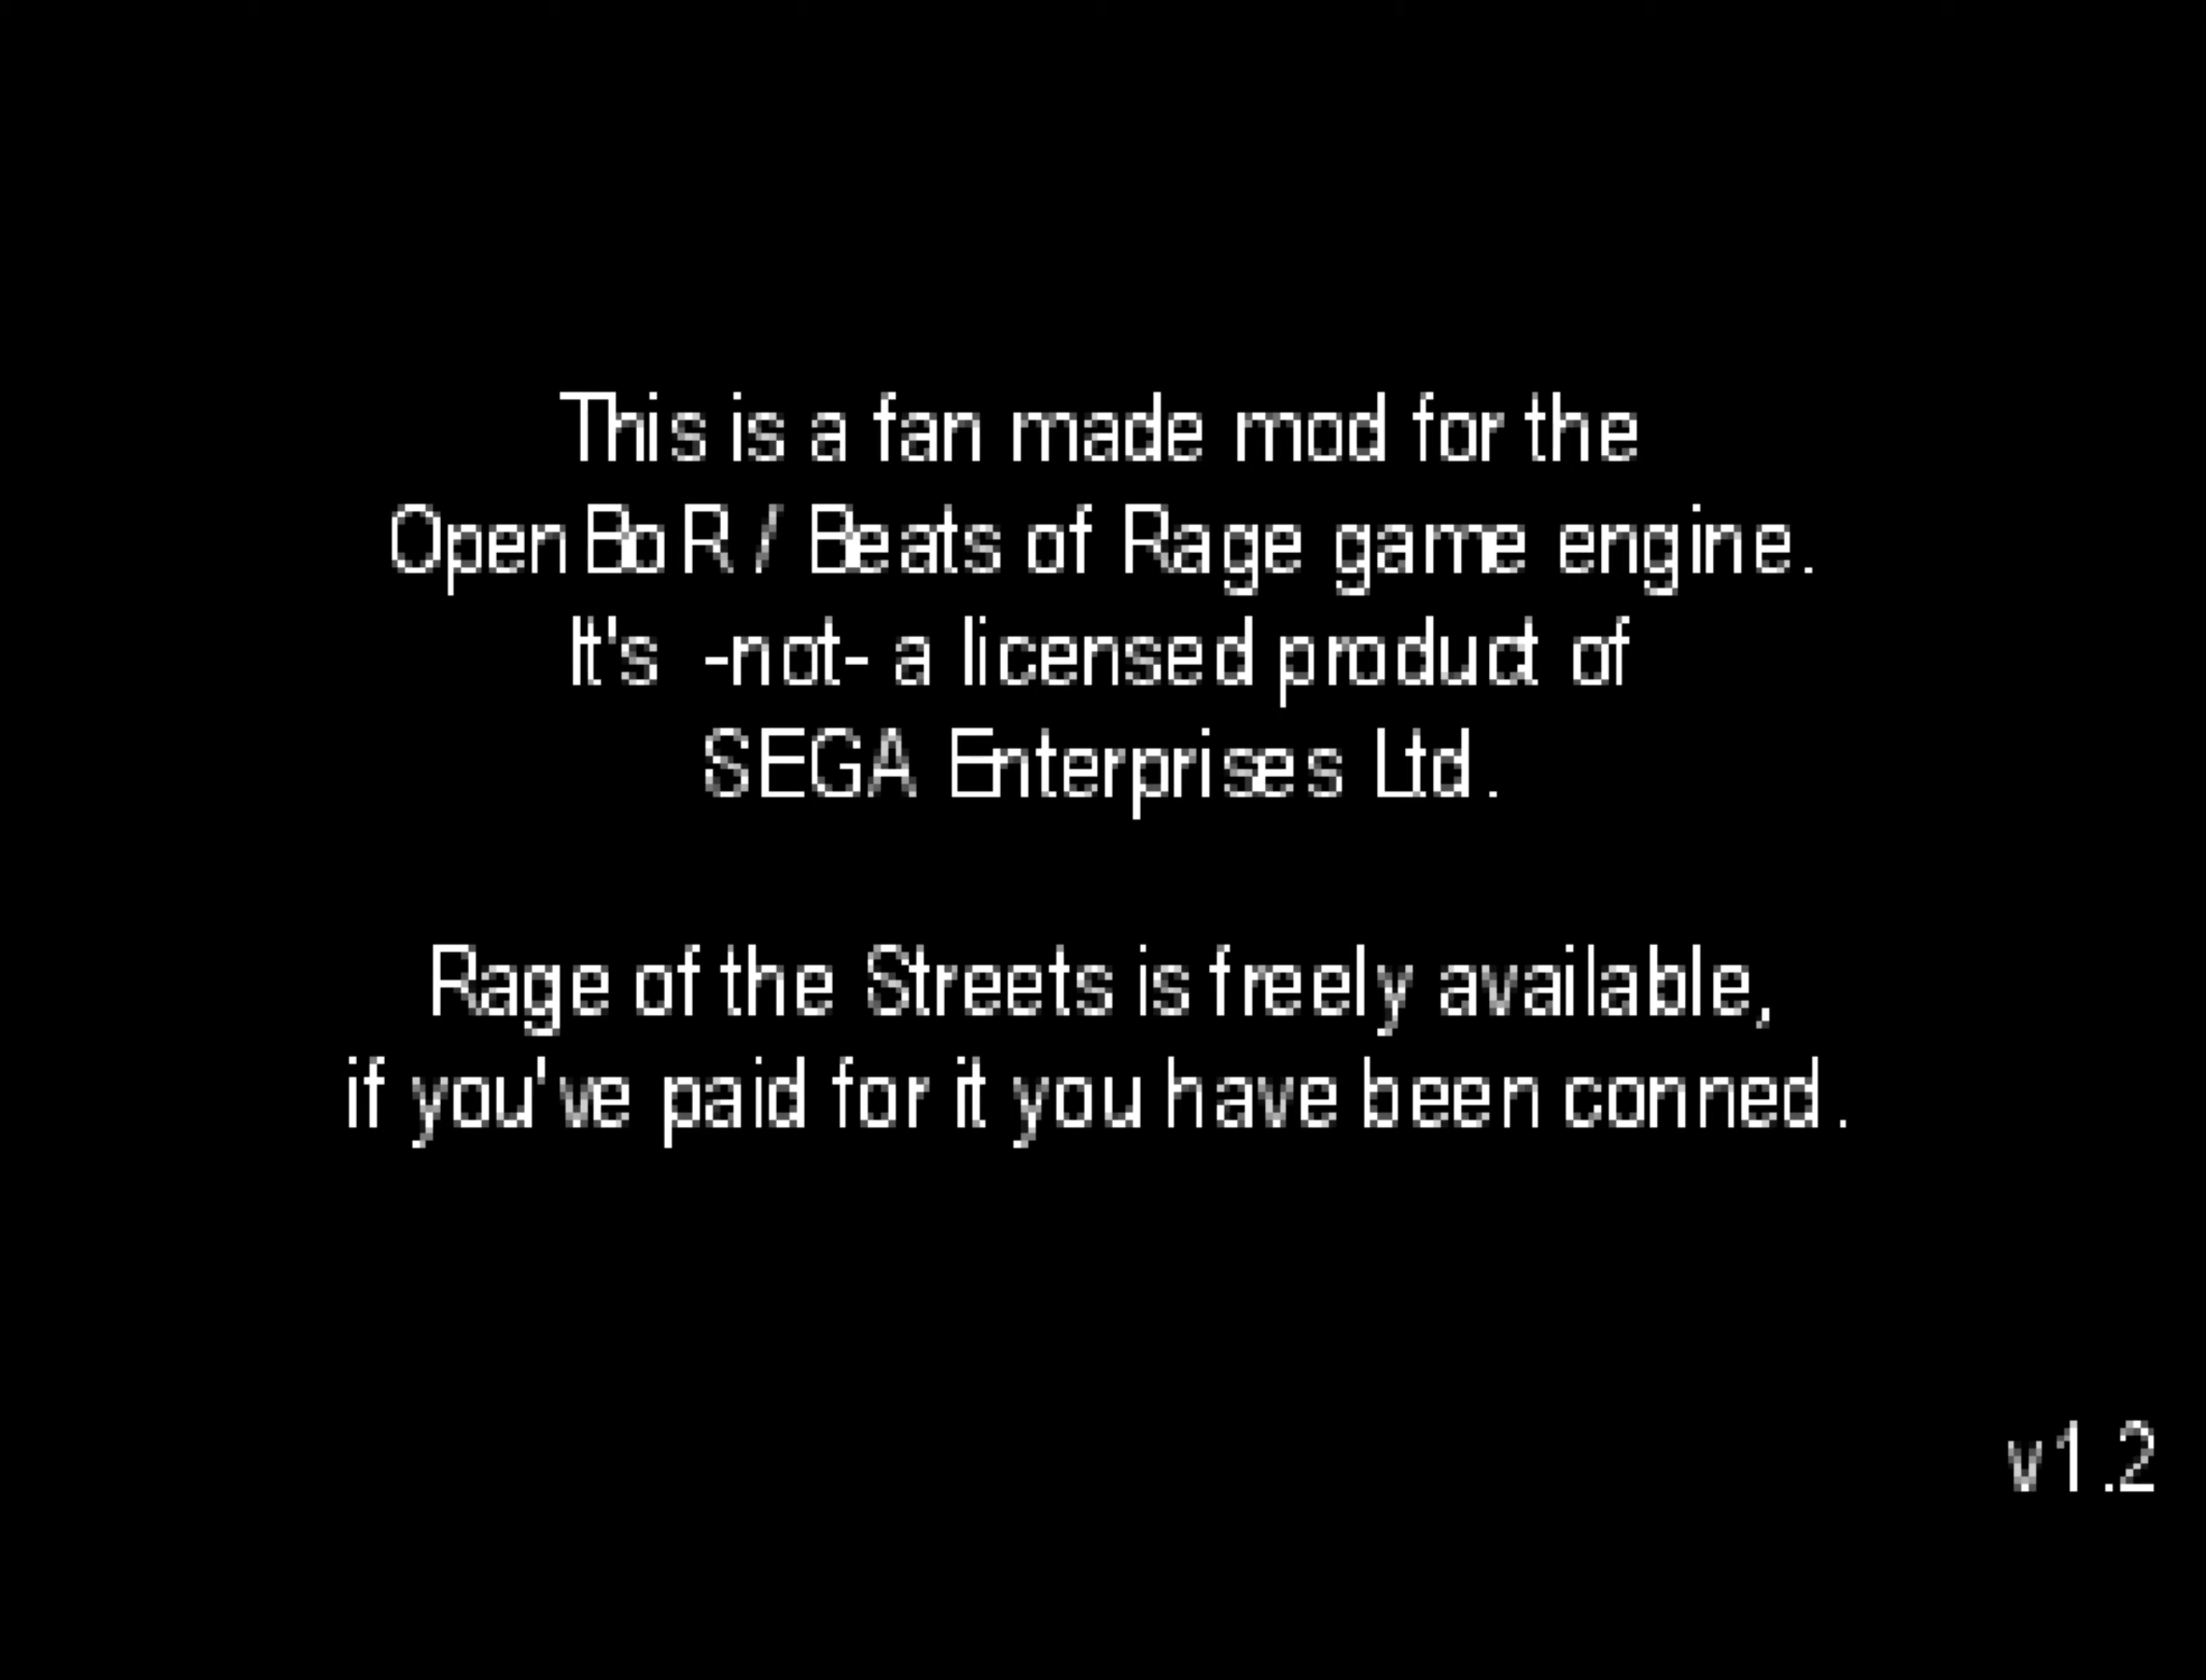 This is a fan made mod for the
OpenBoR / Beats of Rage game engine.
It's -not- a licensed product of
SEGA Enterprises Ltd.
Rage of the Streets is freely available,
if you've paid for it you have been conned.
v1.2